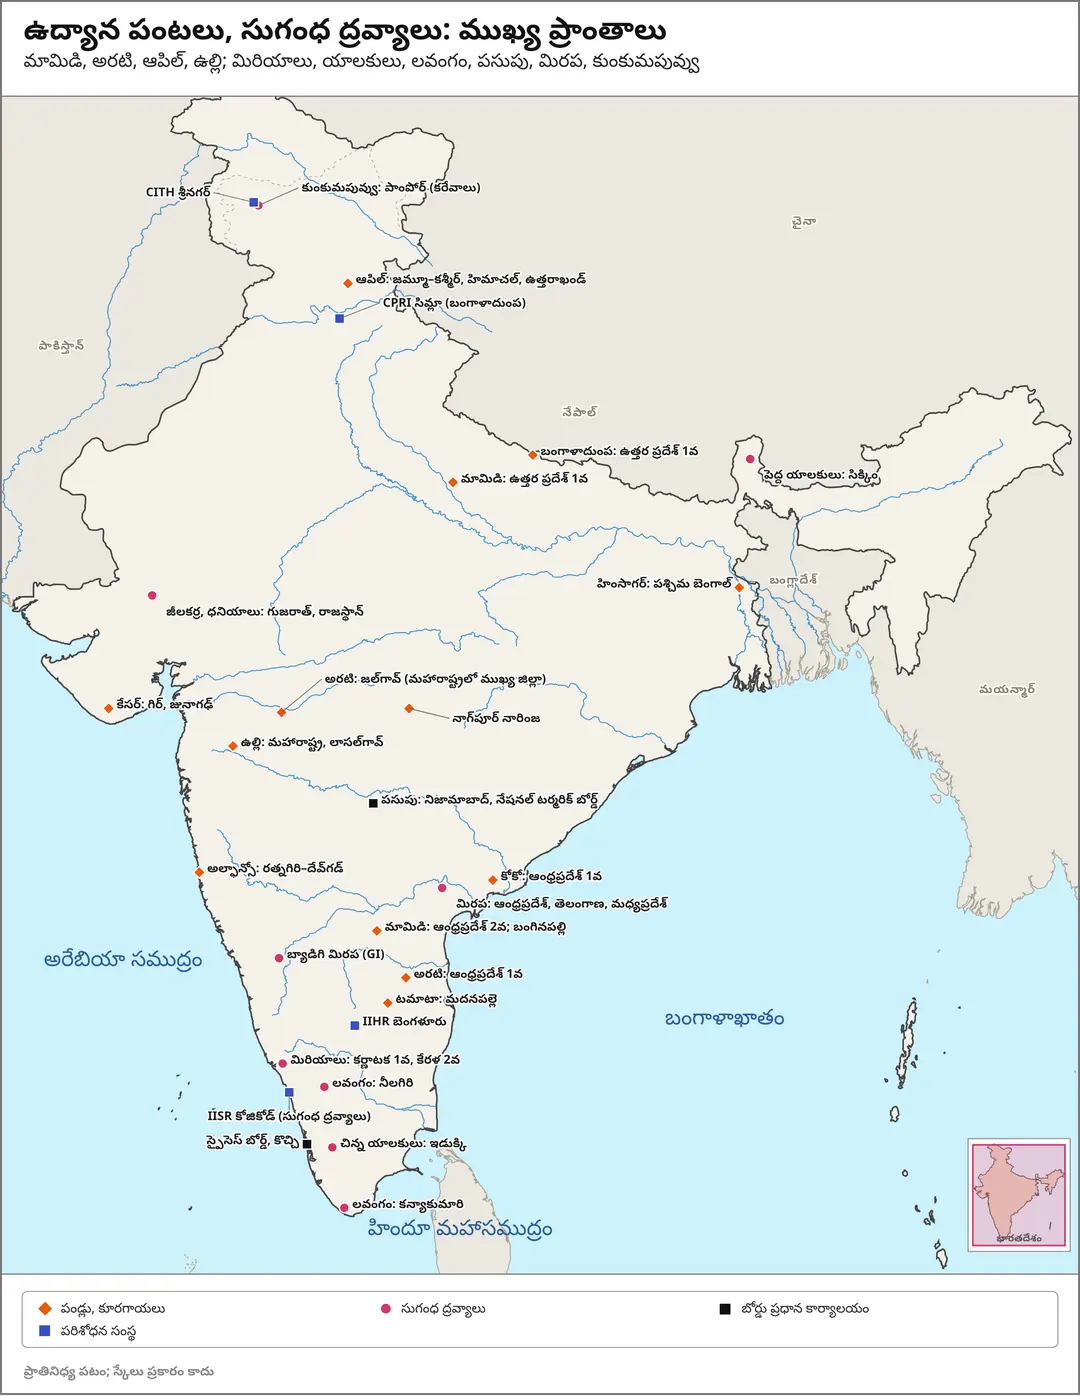 ఉద్యాన పంటలు, సుగంధ ద్రవ్యాలు: ముఖ్య ప్రాంతాలు
మామిడి, అరటి, ఆపిల్, ఉల్లి; మిరియాలు, యాలకులు, లవంగం, పసుపు, మిరప, కుంకుమపువ్వు
CITH శ్రీనగర్
కుంకుమపువ్వు: పాంపోర్ (కరేవాలు)
చైనా
ఆపిల్: జమ్మూ–కశ్మీర్, హిమాచల్, ఉత్తరాఖండ్
CPRI సిమ్లా (బంగాళాదుంప)
పాకిస్తాన్
నేపాల్
బంగాళాదుంప: ఉత్తర ప్రదేశ్ 1వ
మామిడి: ఉత్తర ప్రదేశ్ 1వ
పెద్ద యాలకులు: సిక్కిం
హింసాగర్: పశ్చిమ బెంగాల్
బంగ్లాదేశ్
జీలకర్ర, ధనియాలు: గుజరాత్, రాజస్థాన్
అరటి: జల్‌గావ్ (మహారాష్ట్రలో ముఖ్య జిల్లా)
మయన్మార్
కేసర్: గిర్, జునాగఢ్
నాగ్‌పూర్ నారింజ
ఉల్లి: మహారాష్ట్ర, లాసల్‌గావ్
పసుపు: నిజామాబాద్, నేషనల్ టర్మరిక్ బోర్డ్
అల్ఫాన్సో: రత్నగిరి–దేవ్‌గడ్
కోకో: ఆంధ్రప్రదేశ్ 1వ
మిరప: ఆంధ్రప్రదేశ్, తెలంగాణ, మధ్యప్రదేశ్
మామిడి: ఆంధ్రప్రదేశ్ 2వ; బంగినపల్లి
బ్యాడిగి మిరప (GI)
అరేబియా సముద్రం
అరటి: ఆంధ్రప్రదేశ్ 1వ
టమాటా: మదనపల్లె
బంగాళాఖాతం
IIHR బెంగళూరు
మిరియాలు: కర్ణాటక 1వ, కేరళ 2వ
లవంగం: నీలగిరి
IISR కోజికోడ్ (సుగంధ ద్రవ్యాలు)
స్పైసెస్ బోర్డ్, కొచ్చి
చిన్న యాలకులు: ఇడుక్కి
లవంగం: కన్యాకుమారి
హిందూ మహాసముద్రం
భారతదేశం
పండ్లు, కూరగాయలు
సుగంధ ద్రవ్యాలు
బోర్డు ప్రధాన కార్యాలయం
పరిశోధన సంస్థ
ప్రాతినిధ్య పటం; స్కేలు ప్రకారం కాదు